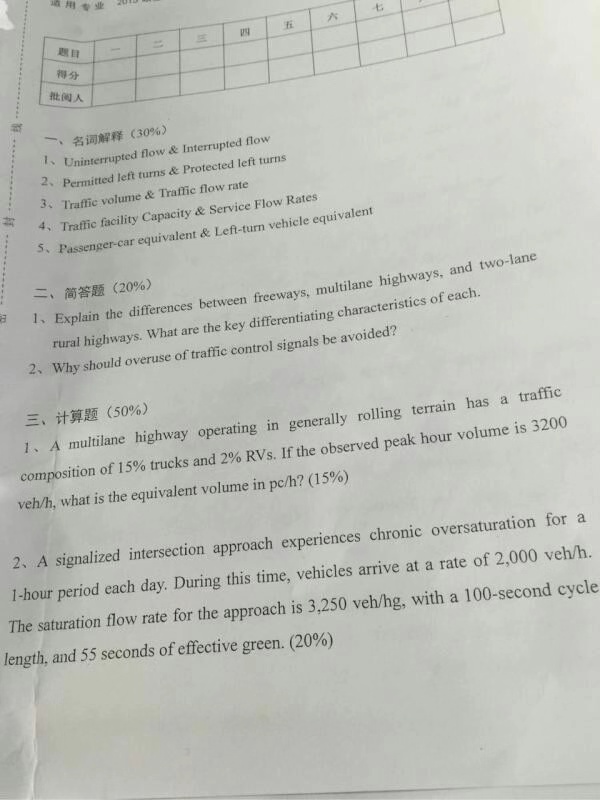 适用专业 2015
题目 一 二 三 四 五 六 七
得分
批阅人
线
封
一、名词解释（30%）
1、Uninterrupted flow & Interrupted flow
2、Permitted left turns & Protected left turns
3、Traffic volume & Traffic flow rate
4、Traffic facility Capacity & Service Flow Rates
5、Passenger-car equivalent & Left-turn vehicle equivalent
二、简答题（20%）
1、Explain the differences between freeways, multilane highways, and two-lane
rural highways. What are the key differentiating characteristics of each.
2、Why should overuse of traffic control signals be avoided?
三、计算题（50%）
1、A multilane highway operating in generally rolling terrain has a traffic
composition of 15% trucks and 2% RVs. If the observed peak hour volume is 3200
veh/h, what is the equivalent volume in pc/h? (15%)
2、A signalized intersection approach experiences chronic oversaturation for a
1-hour period each day. During this time, vehicles arrive at a rate of 2,000 veh/h.
The saturation flow rate for the approach is 3,250 veh/hg, with a 100-second cycle
length, and 55 seconds of effective green. (20%)